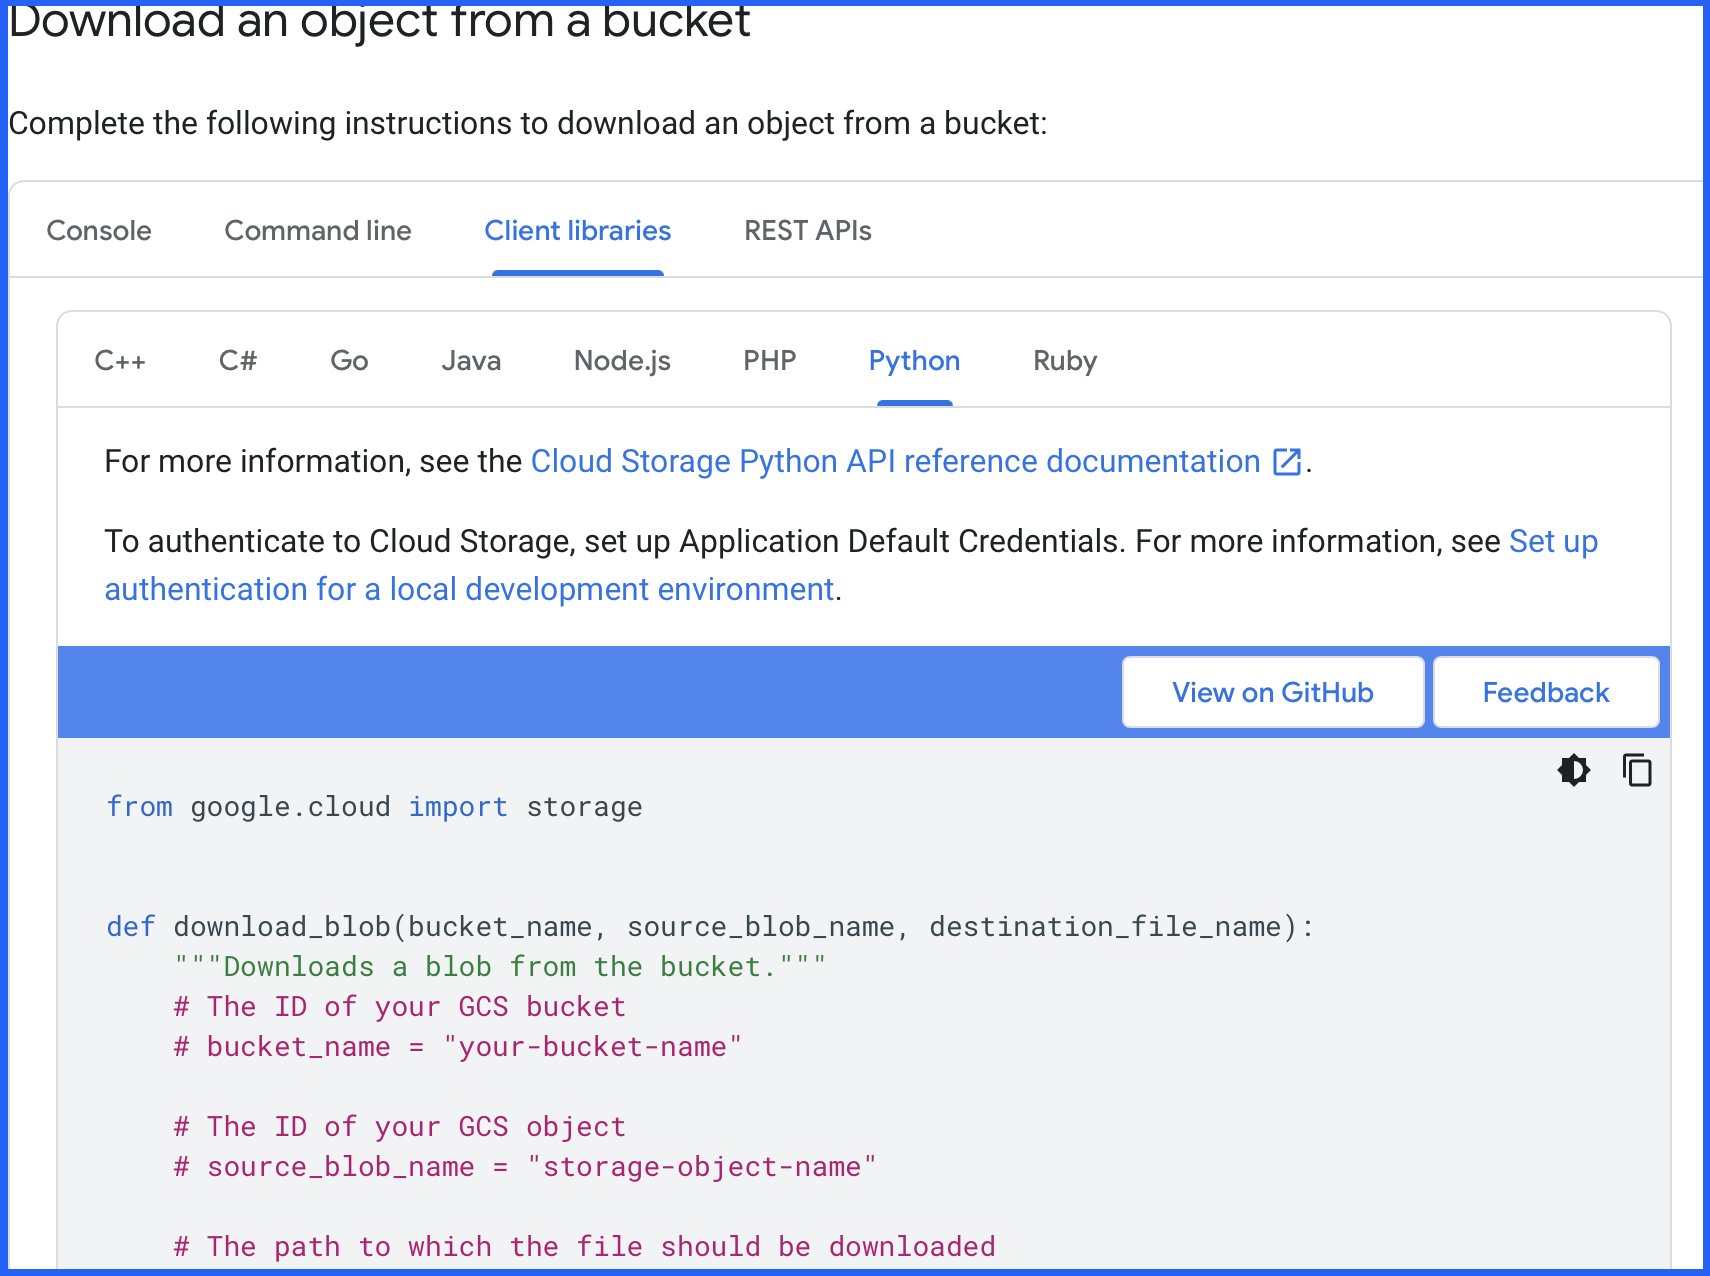 Download an object from a bucket
Complete the following instructions to download an object from a bucket:
Console Command line Client libraries REST APIs
C++ C# Go Java Node.js PHP Python Ruby
For more information, see the Cloud Storage Python API reference documentation.
To authenticate to Cloud Storage, set up Application Default Credentials. For more information, see Set up
authentication for a local development environment.
View on GitHub Feedback
from google.cloud import storage
def download_blob(bucket_name, source_blob_name, destination_file_name):
    """Downloads a blob from the bucket."""
    # The ID of your GCS bucket
    # bucket_name = "your-bucket-name"
    # The ID of your GCS object
    # source_blob_name = "storage-object-name"
    # The path to which the file should be downloaded